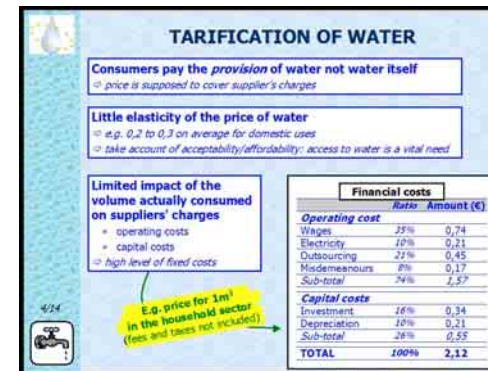 TARIFICATION OF WATER
Consumers pay the provision of water not water itself
⇨ price is supposed to cover supplier's charges
Little elasticity of the price of water
⇨ e.g. 0,2 to 0,3 on average for domestic uses
⇨ take account of acceptability/affordability: access to water is a vital need
Limited impact of the
volume actually consumed
on suppliers' charges
• operating costs
• capital costs
⇨ high level of fixed costs
E.g. price for 1m³
in the household sector
(fees and taxes not included)
Financial costs
Ratio Amount (€)
Operating cost
Wages 35% 0,74
Electricity 10% 0,21
Outsourcing 21% 0,45
Misdemeanours 8% 0,17
Sub-total 74% 1,57
Capital costs
Investment 16% 0,34
Depreciation 10% 0,21
Sub-total 26% 0,55
TOTAL 100% 2,12
4/14